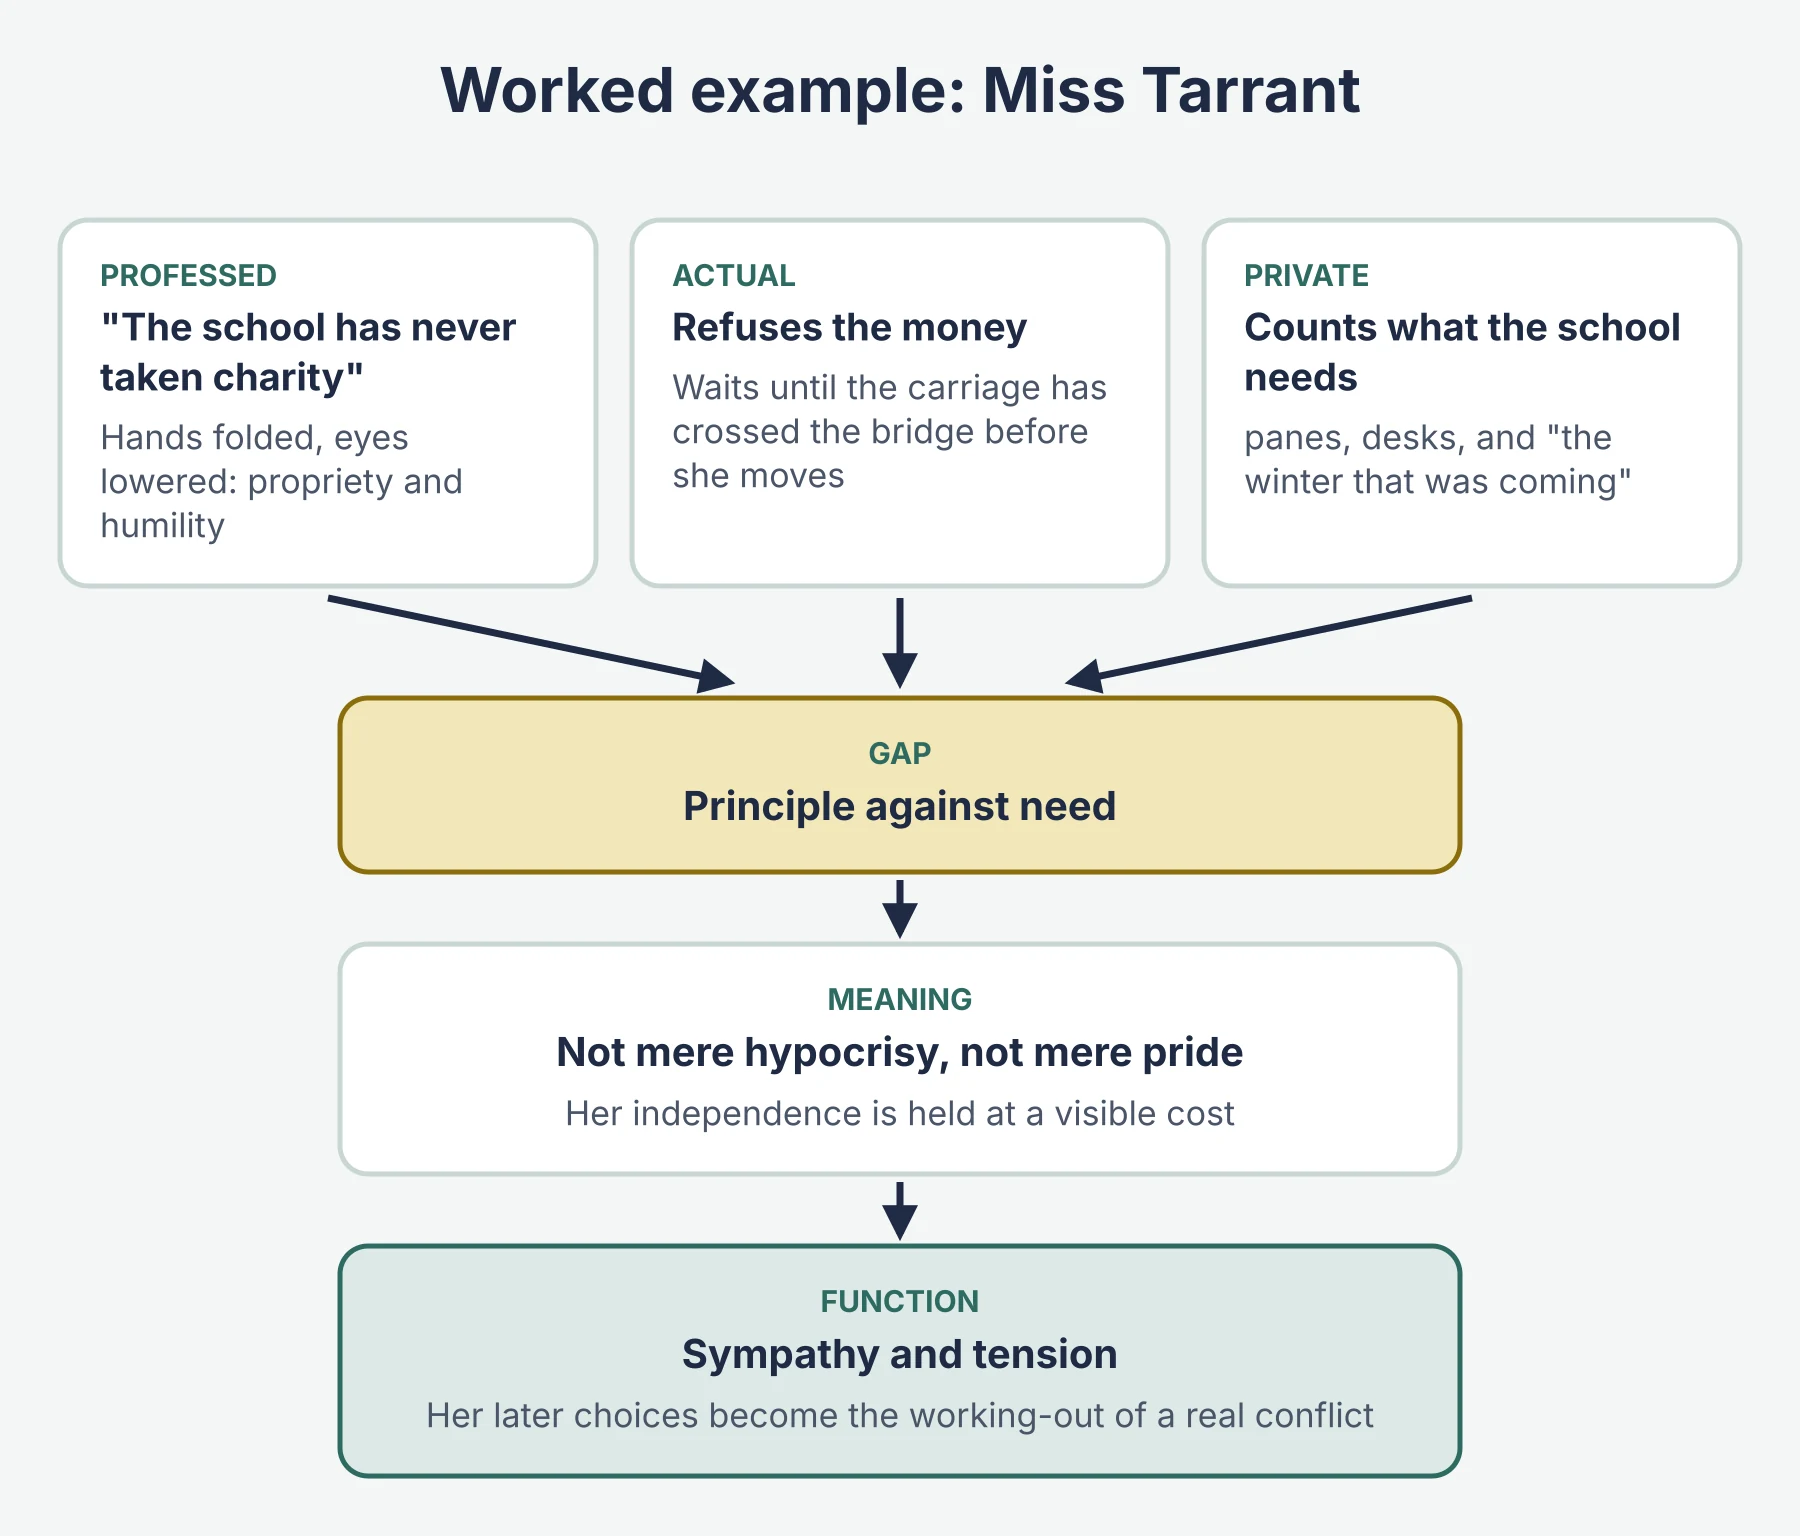 Worked example: Miss Tarrant
PROFESSED
"The school has never
taken charity"
Hands folded, eyes
lowered: propriety and
humility
ACTUAL
Refuses the money
Waits until the carriage has
crossed the bridge before
she moves
PRIVATE
Counts what the school
needs
panes, desks, and "the
winter that was coming"
GAP
Principle against need
MEANING
Not mere hypocrisy, not mere pride
Her independence is held at a visible cost
FUNCTION
Sympathy and tension
Her later choices become the working-out of a real conflict